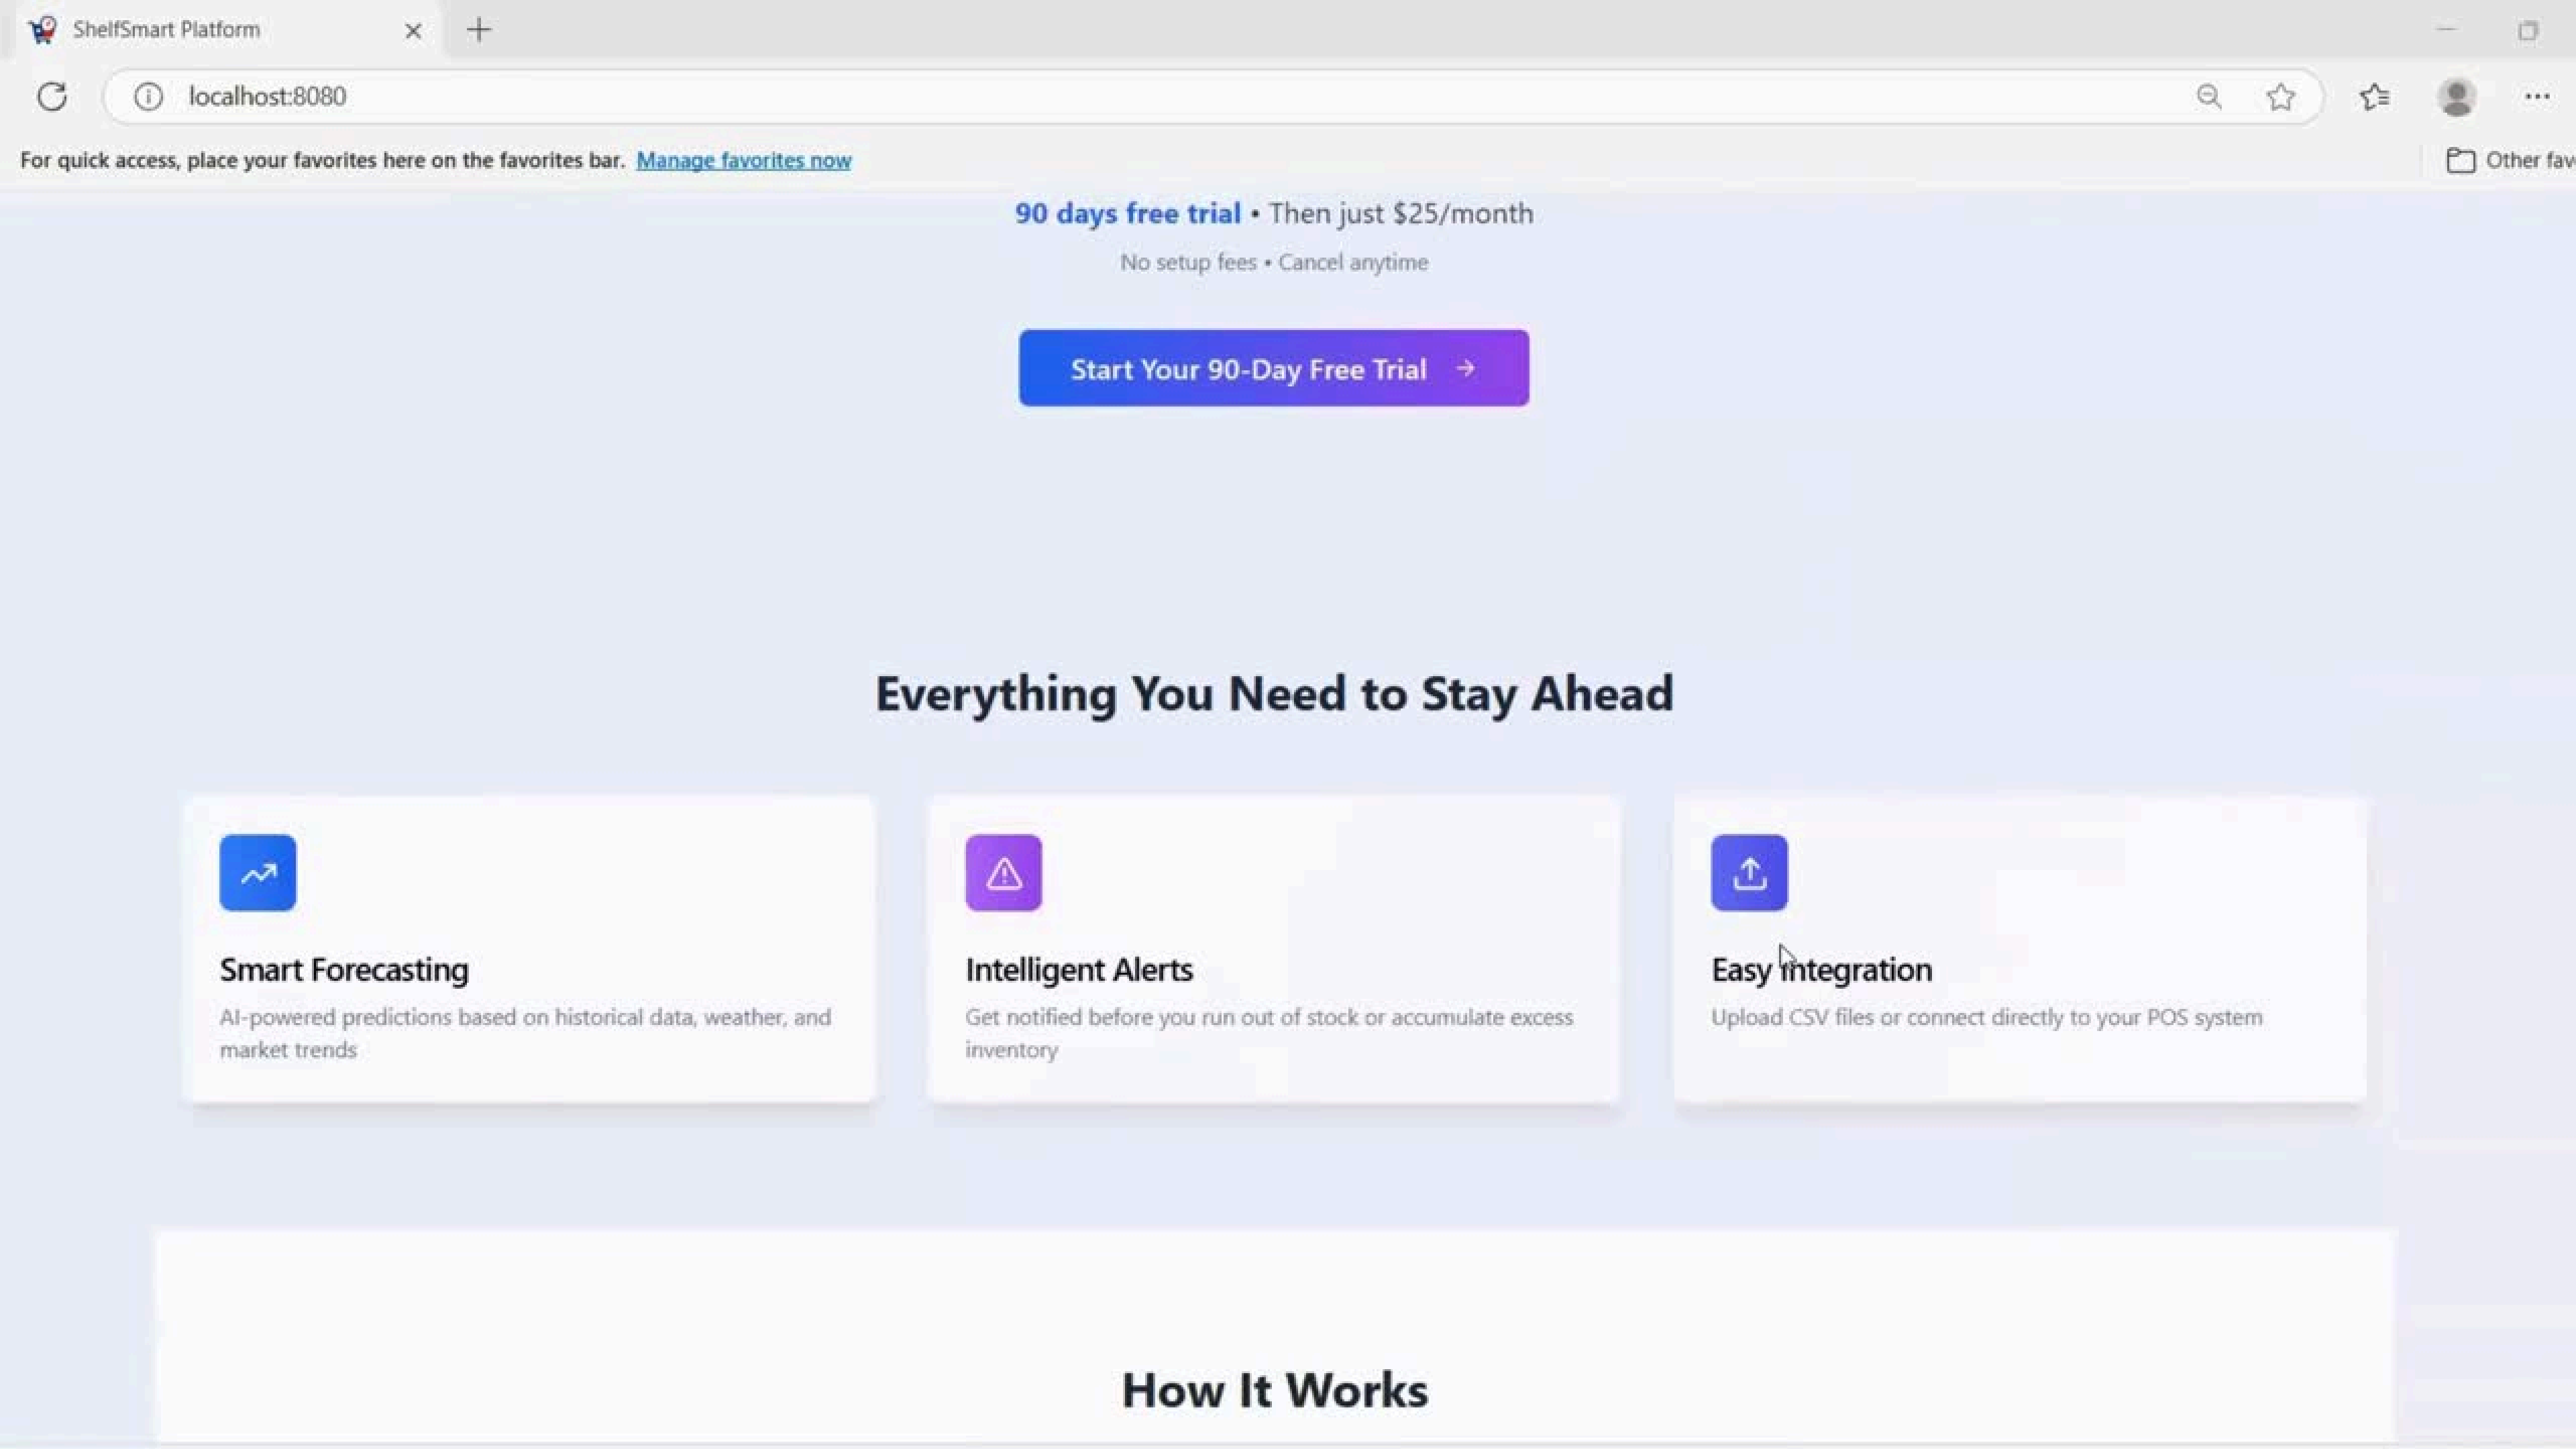 ShelfSmart Platform
localhost:8080
For quick access, place your favorites here on the favorites bar. Manage favorites now
Other fav
90 days free trial • Then just $25/month
No setup fees • Cancel anytime
Start Your 90-Day Free Trial →
Everything You Need to Stay Ahead
Smart Forecasting
AI-powered predictions based on historical data, weather, and
market trends
Intelligent Alerts
Get notified before you run out of stock or accumulate excess
inventory
Easy Integration
Upload CSV files or connect directly to your POS system
How It Works